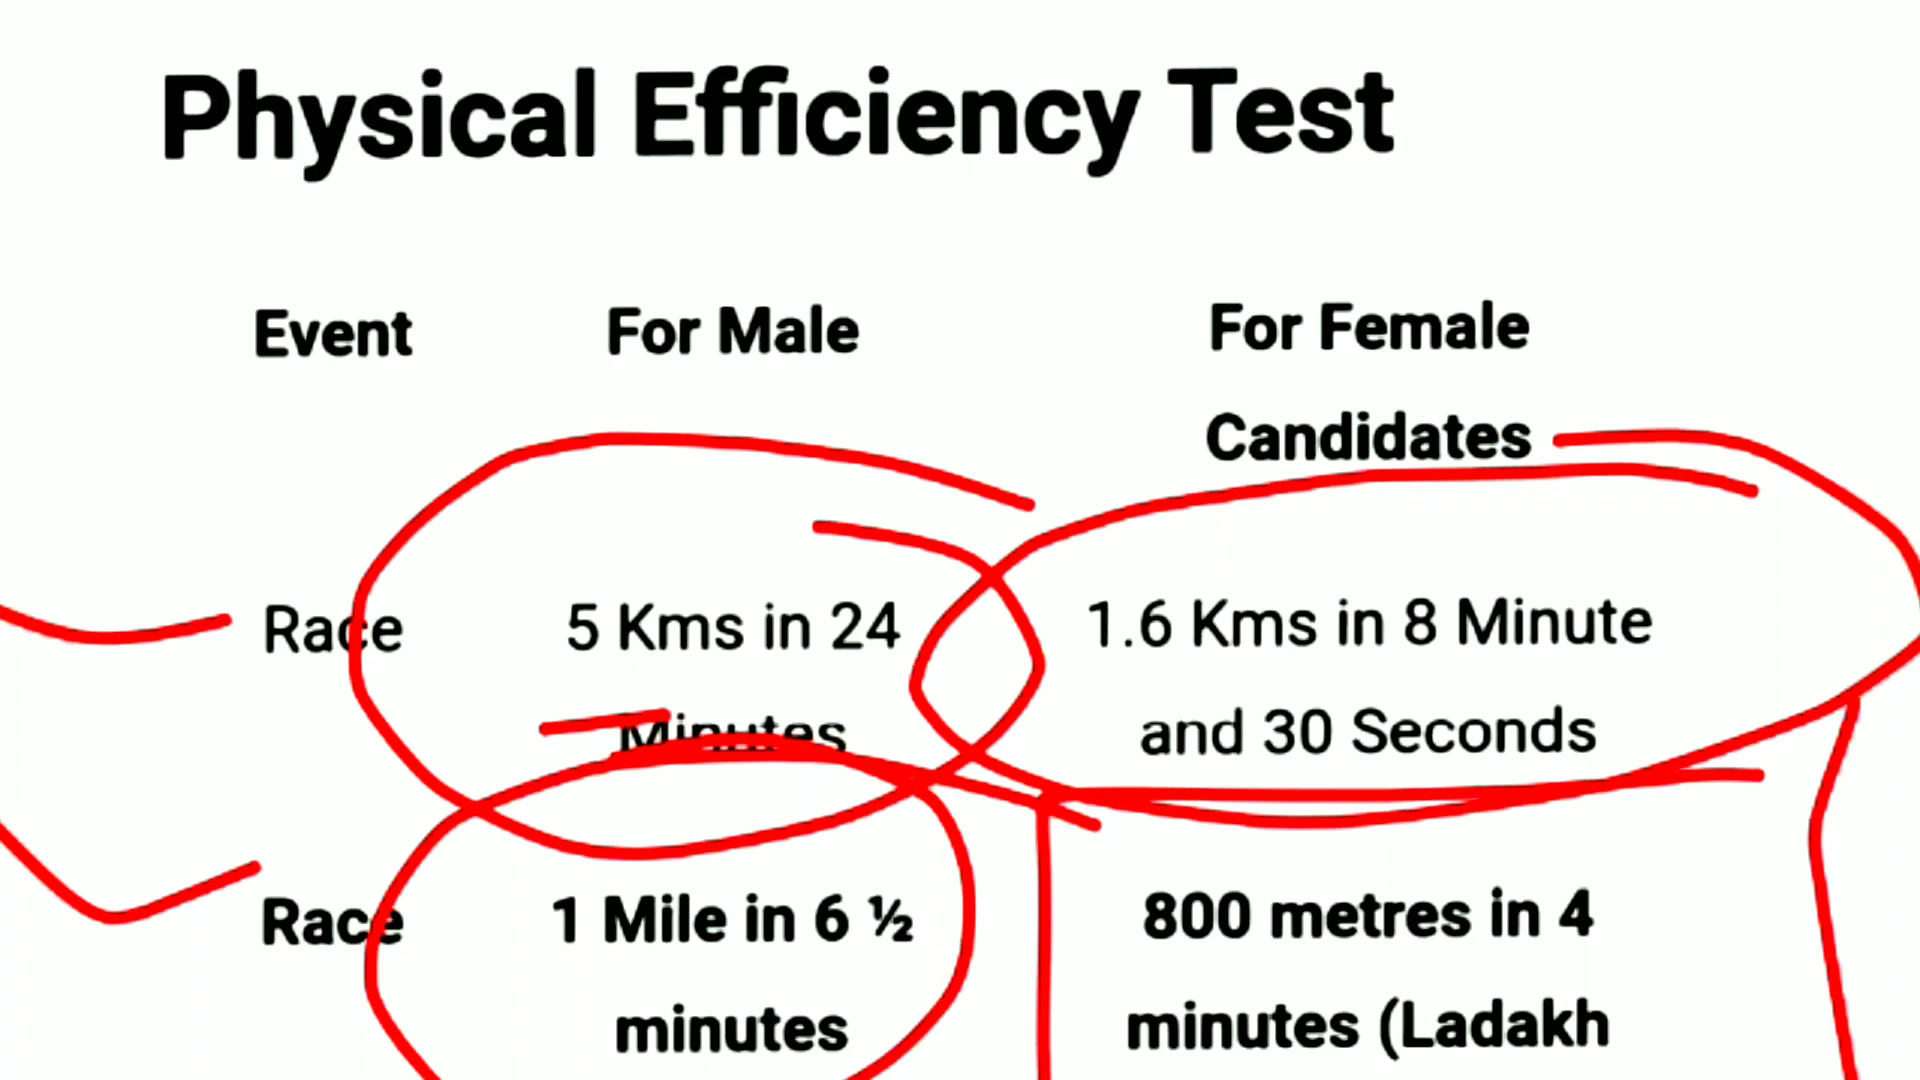 Physical Efficiency Test
Event For Male For Female
Candidates
Race 5 Kms in 24 1.6 Kms in 8 Minute
Minutes and 30 Seconds
Race 1 Mile in 6 ½ 800 metres in 4
minutes minutes (Ladakh